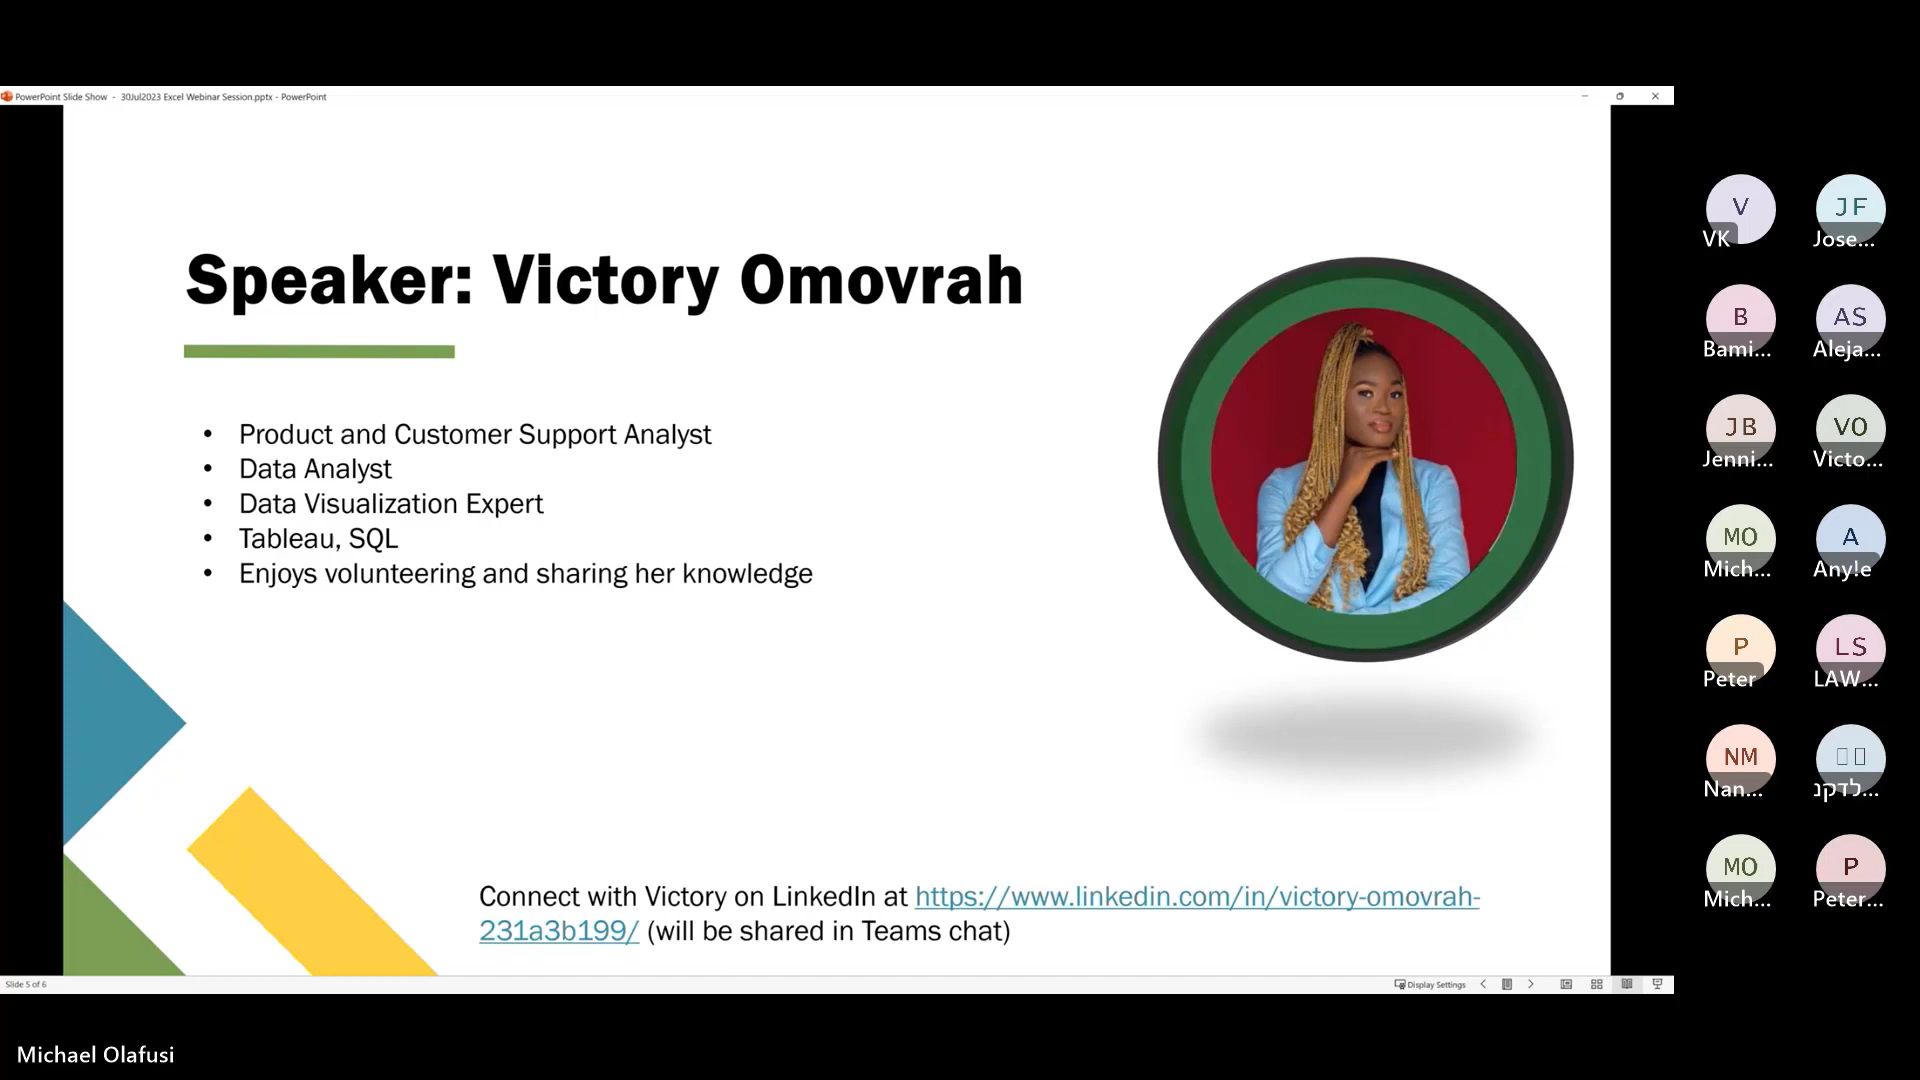 PowerPoint Slide Show - 30Jul2023 Excel Webinar Session.pptx - PowerPoint
Speaker: Victory Omovrah
• Product and Customer Support Analyst
• Data Analyst
• Data Visualization Expert
• Tableau, SQL
• Enjoys volunteering and sharing her knowledge
Connect with Victory on LinkedIn at https://www.linkedin.com/in/victory-omovrah-
231a3b199/ (will be shared in Teams chat)
Slide 5 of 6
Display Settings
V
VK
JF
Jose...
B
Bami...
AS
Aleja...
JB
Jenni...
VO
Victo...
MO
Mich...
A
Any!e
P
Peter
LS
LAW...
NM
Nan...
לדקנ...
MO
Mich...
P
Peter...
Michael Olafusi